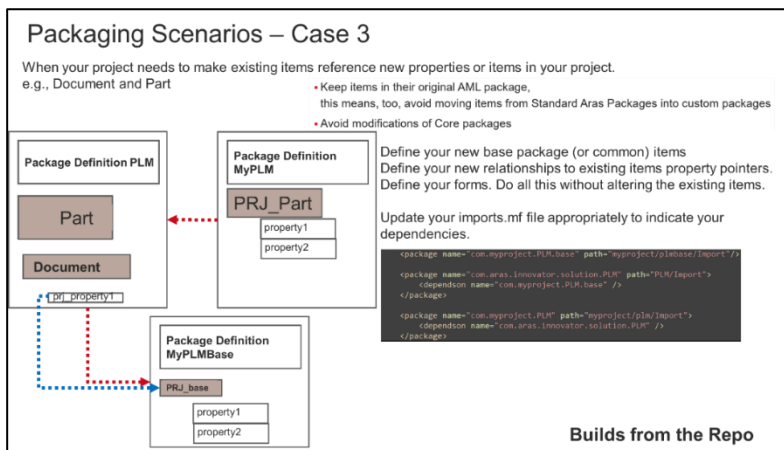 Packaging Scenarios – Case 3
When your project needs to make existing items reference new properties or items in your project.
e.g., Document and Part
▪ Keep items in their original AML package,
this means, too, avoid moving items from Standard Aras Packages into custom packages
▪ Avoid modifications of Core packages
Package Definition PLM
Part
Document
prj_property1
Package Definition
MyPLM
PRJ_Part
property1
property2
Package Definition
MyPLMBase
PRJ_base
property1
property2
Define your new base package (or common) items
Define your new relationships to existing items property pointers.
Define your forms. Do all this without altering the existing items.
Update your imports.mf file appropriately to indicate your
dependencies.
<package name="com.myproject.PLM.base" path="myproject/plmbase/Import"/>
<package name="com.aras.innovator.solution.PLM" path="PLM/Import">
<dependson name="com.myproject.PLM.base" />
</package>
<package name="com.myproject.PLM" path="myproject/plm/Import">
<dependson name="com.aras.innovator.solution.PLM" />
</package>
Builds from the Repo